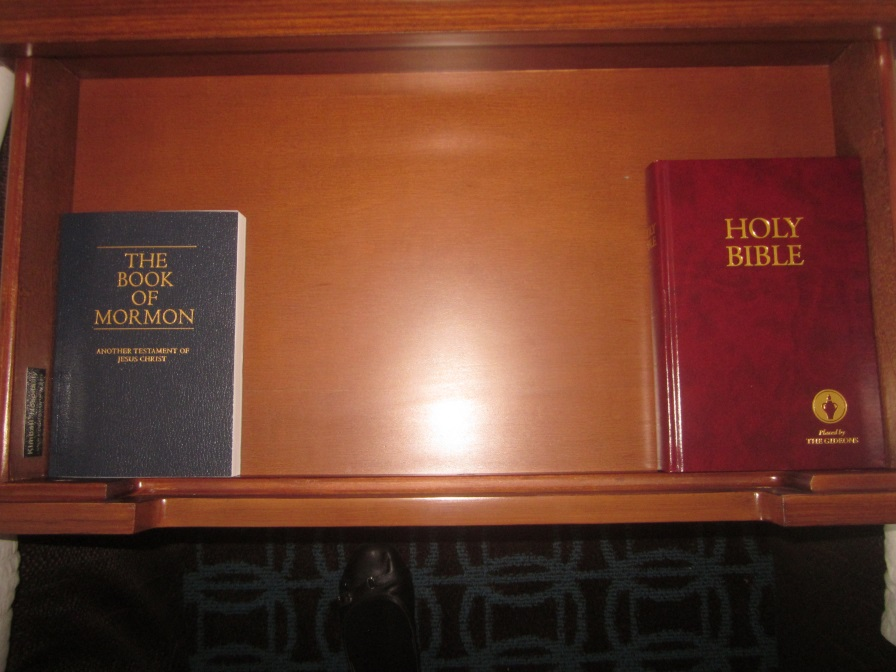 THE
BOOK
OF
MORMON
ANOTHER TESTAMENT OF
JESUS CHRIST
HOLY
BIBLE
Placed by
THE GIDEONS